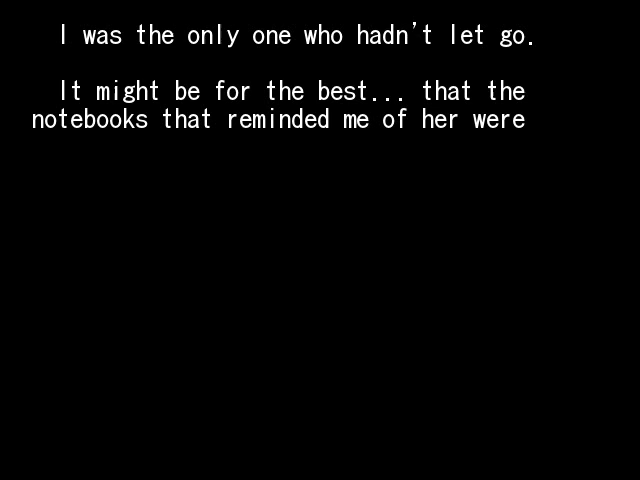 I was the only one who hadn't let go.
It might be for the best... that the
notebooks that reminded me of her were